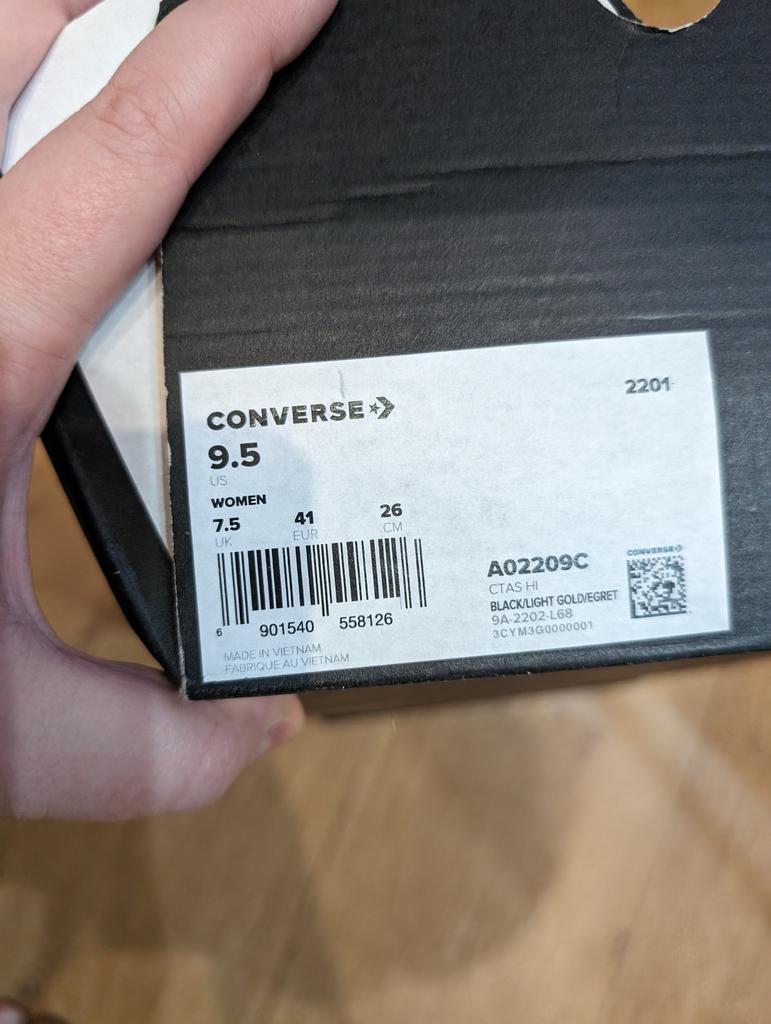 2201
CONVERSE
9.5
US
WOMEN
7.5 41 26
UK EUR CM
6 901540 558126
MADE IN VIETNAM
FABRIQUE AU VIETNAM
A02209C
CTAS HI
BLACK/LIGHT GOLD/EGRET
9A-2202-L68
3CYM3G0000001
CONVERSE